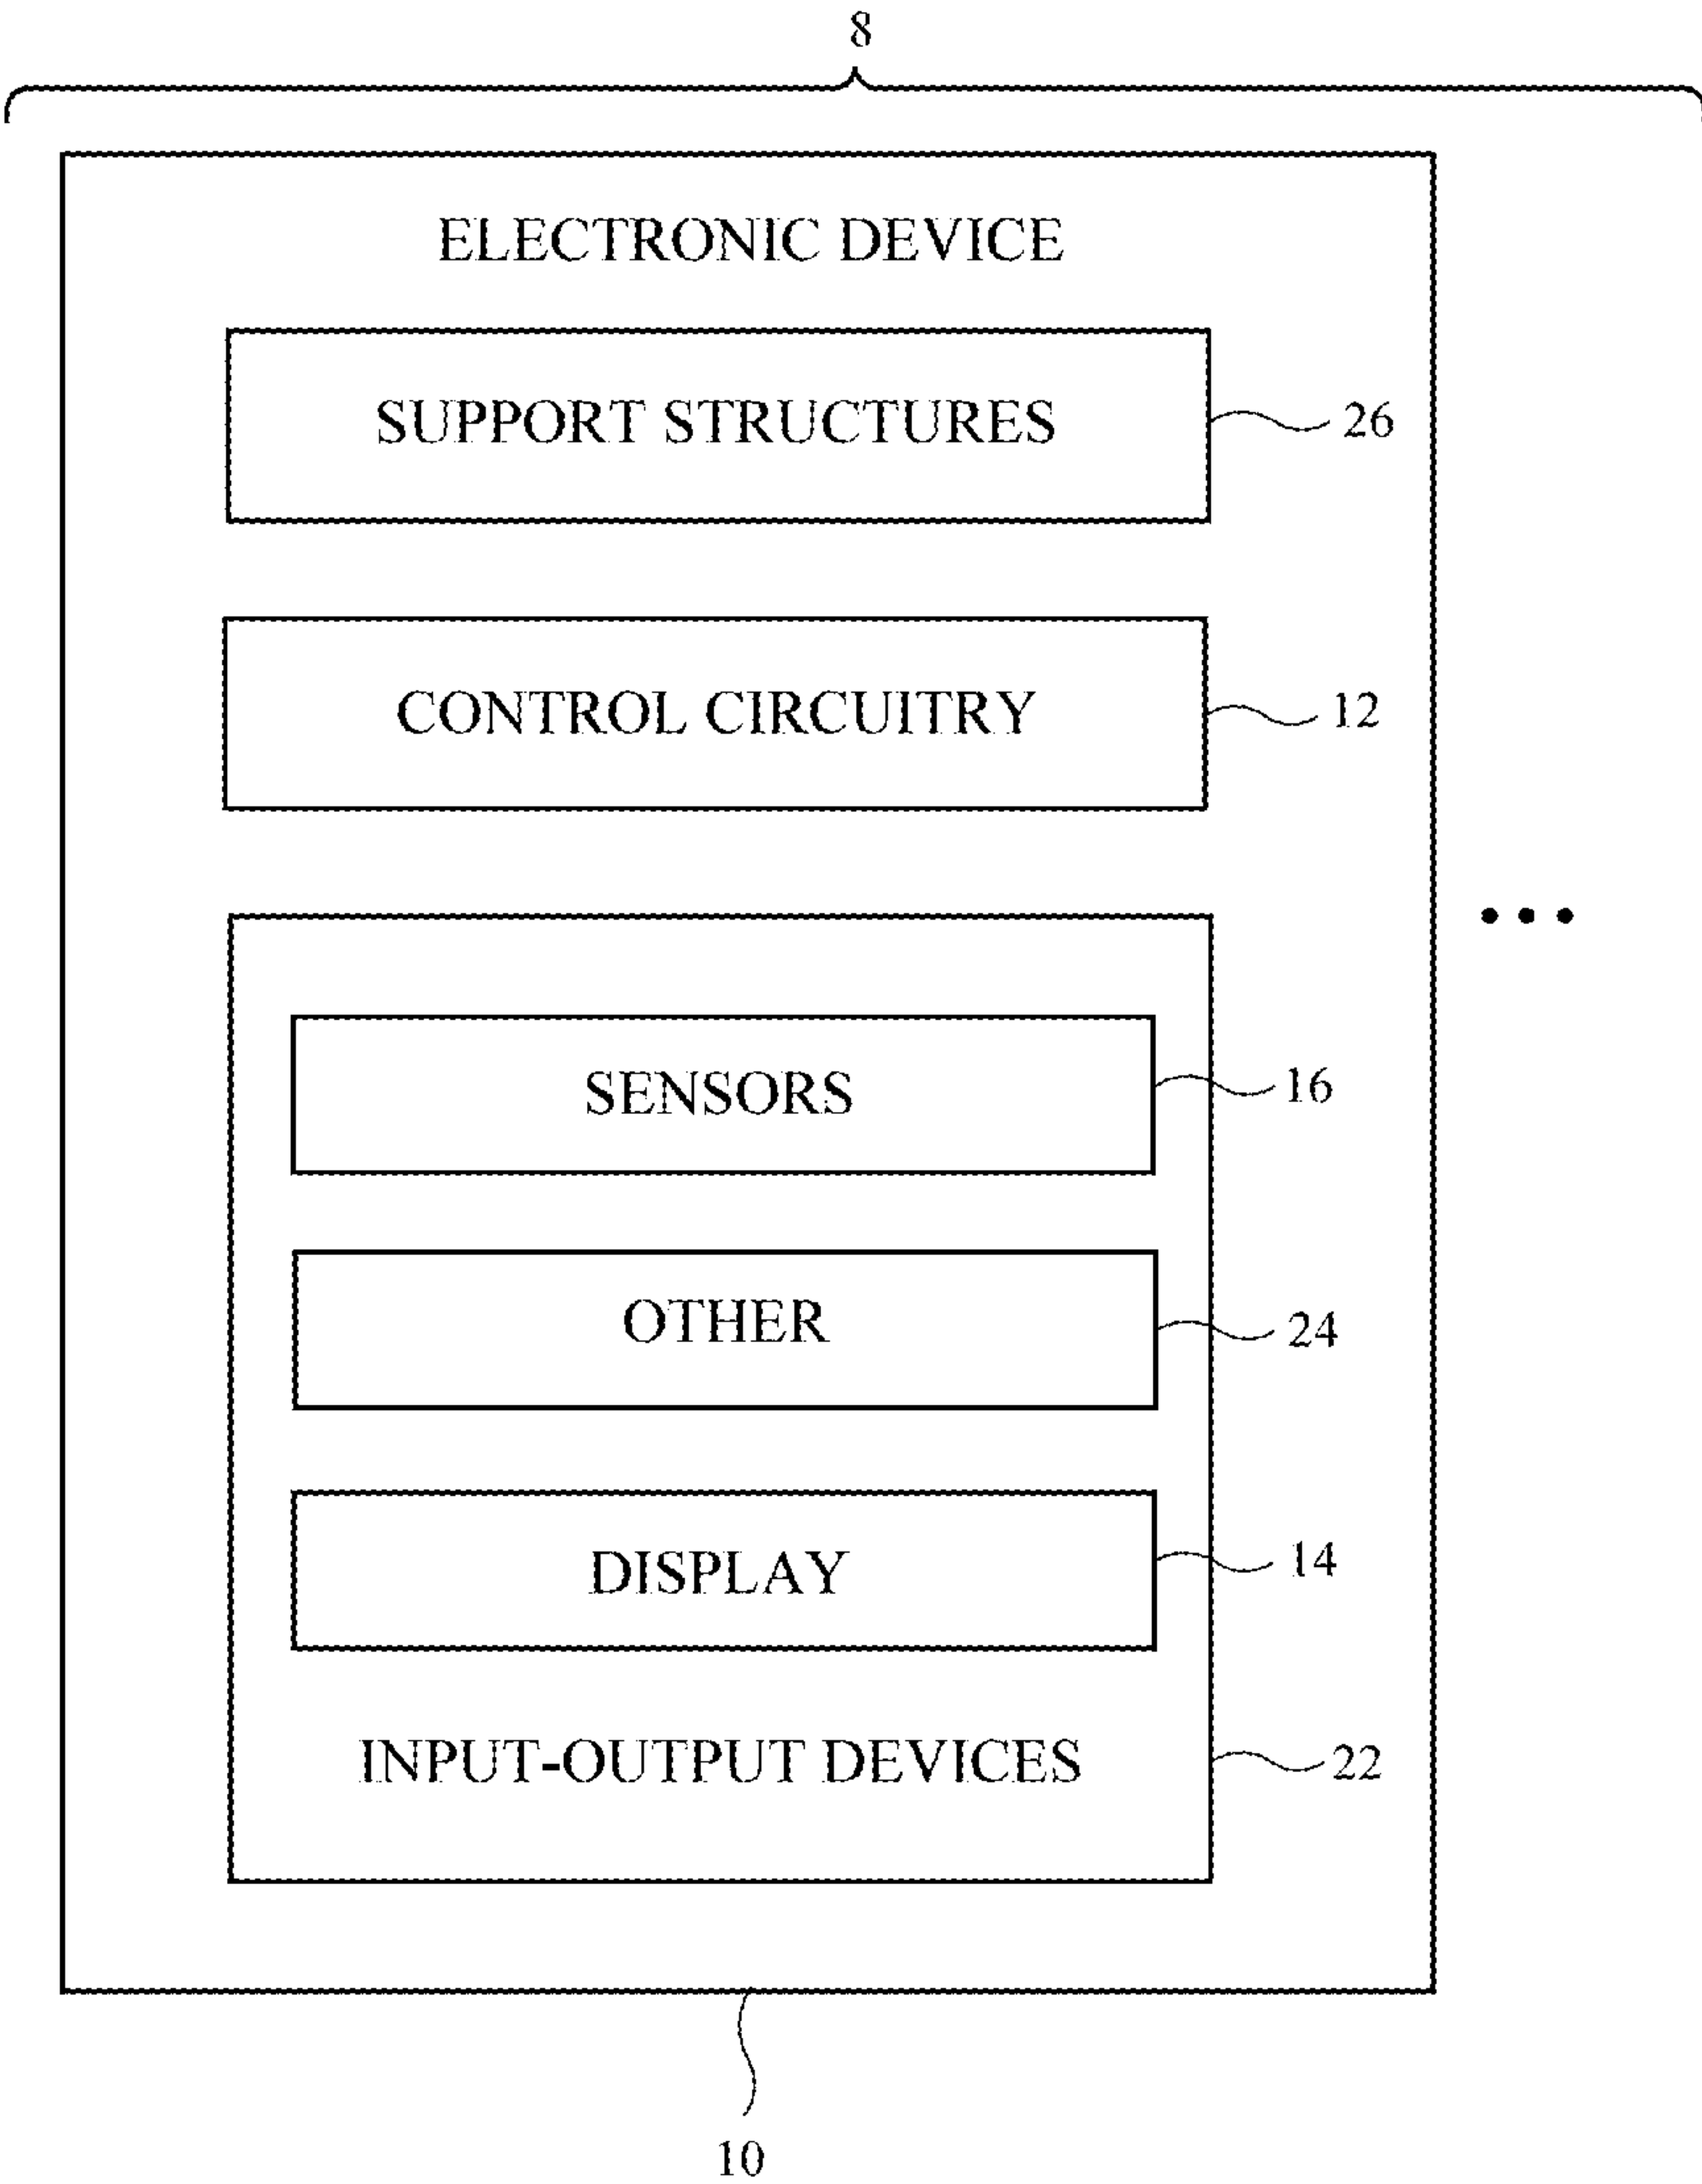 8
ELECTRONIC DEVICE
SUPPORT STRUCTURES
26
CONTROL CIRCUITRY
12
SENSORS
16
OTHER
24
DISPLAY
14
INPUT-OUTPUT DEVICES
22
10